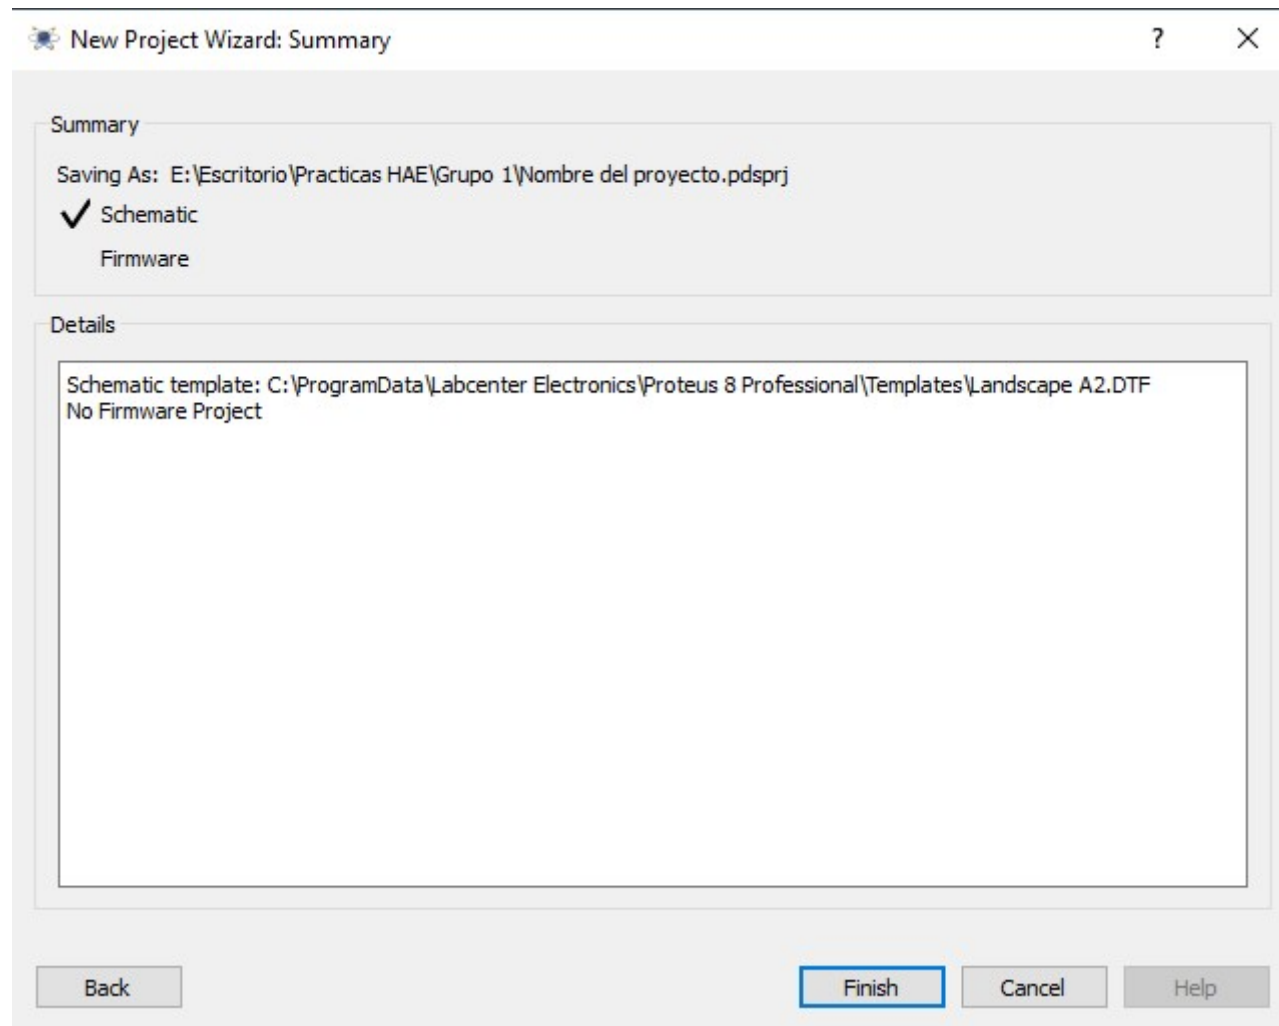 New Project Wizard: Summary
?
Summary
Saving As: E:\Escritorio\Practicas HAE\Grupo 1\Nombre del proyecto.pdsprj
Schematic
Firmware
Details
Schematic template: C:\ProgramData\Labcenter Electronics\Proteus 8 Professional\Templates\Landscape A2.DTF
No Firmware Project
Back
Finish
Cancel
Help